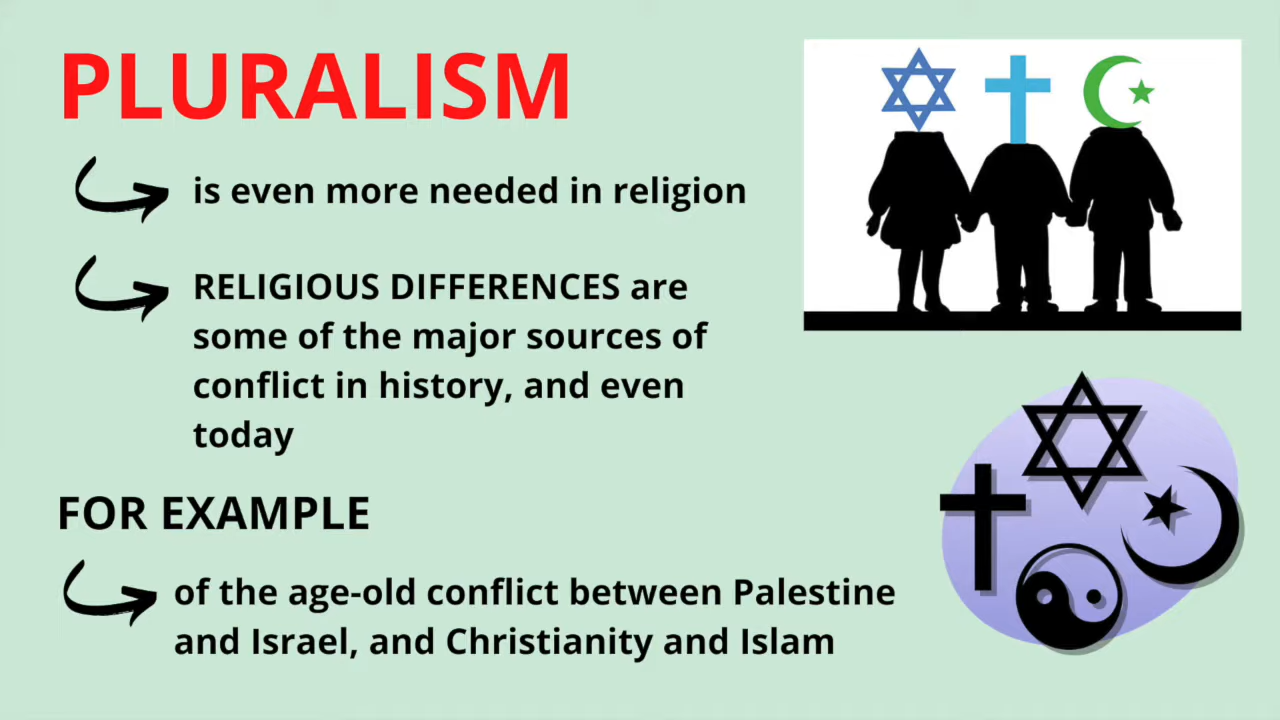 PLURALISM
is even more needed in religion
RELIGIOUS DIFFERENCES are
some of the major sources of
conflict in history, and even
today
FOR EXAMPLE
of the age-old conflict between Palestine
and Israel, and Christianity and Islam